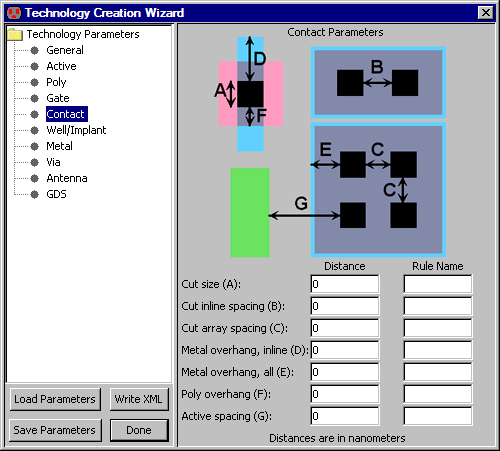 Technology Creation Wizard
Technology Parameters
General
Active
Poly
Gate
Contact
Well/Implant
Metal
Via
Antenna
GDS
Load Parameters
Write XML
Save Parameters
Done
Contact Parameters
D
A
F
B
E
C
C
G
Distance Rule Name
Cut size (A): 0
Cut inline spacing (B): 0
Cut array spacing (C): 0
Metal overhang, inline (D): 0
Metal overhang, all (E): 0
Poly overhang (F): 0
Active spacing (G): 0
Distances are in nanometers